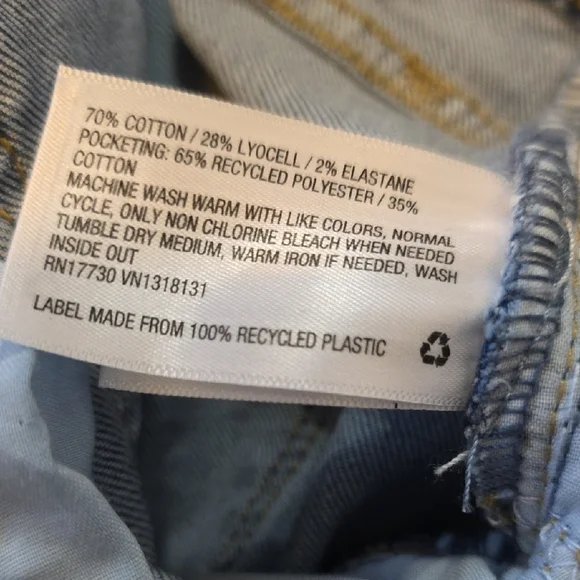 70% COTTON / 28% LYOCELL / 2% ELASTANE
POCKETING: 65% RECYCLED POLYESTER / 35%
COTTON
MACHINE WASH WARM WITH LIKE COLORS, NORMAL
CYCLE, ONLY NON CHLORINE BLEACH WHEN NEEDED
TUMBLE DRY MEDIUM, WARM IRON IF NEEDED, WASH
INSIDE OUT
RN17730 VN1318131
LABEL MADE FROM 100% RECYCLED PLASTIC